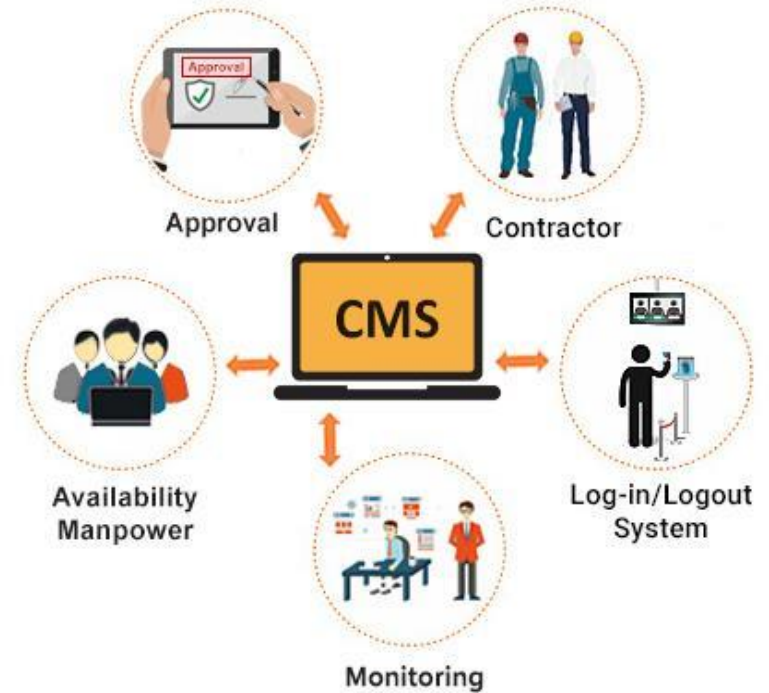 Approval
Approval
Contractor
CMS
Availability
Manpower
Log-in/Logout
System
Monitoring